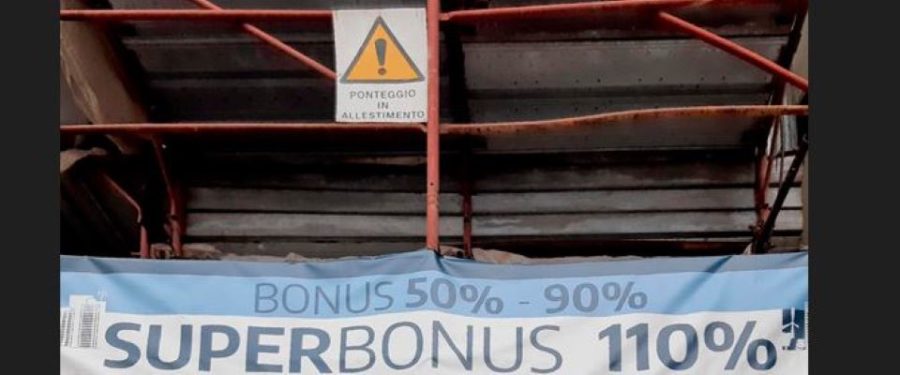 PONTEGGIO
IN
ALLESTIMENTO
BONUS 50% - 90%
SUPERBONUS 110%